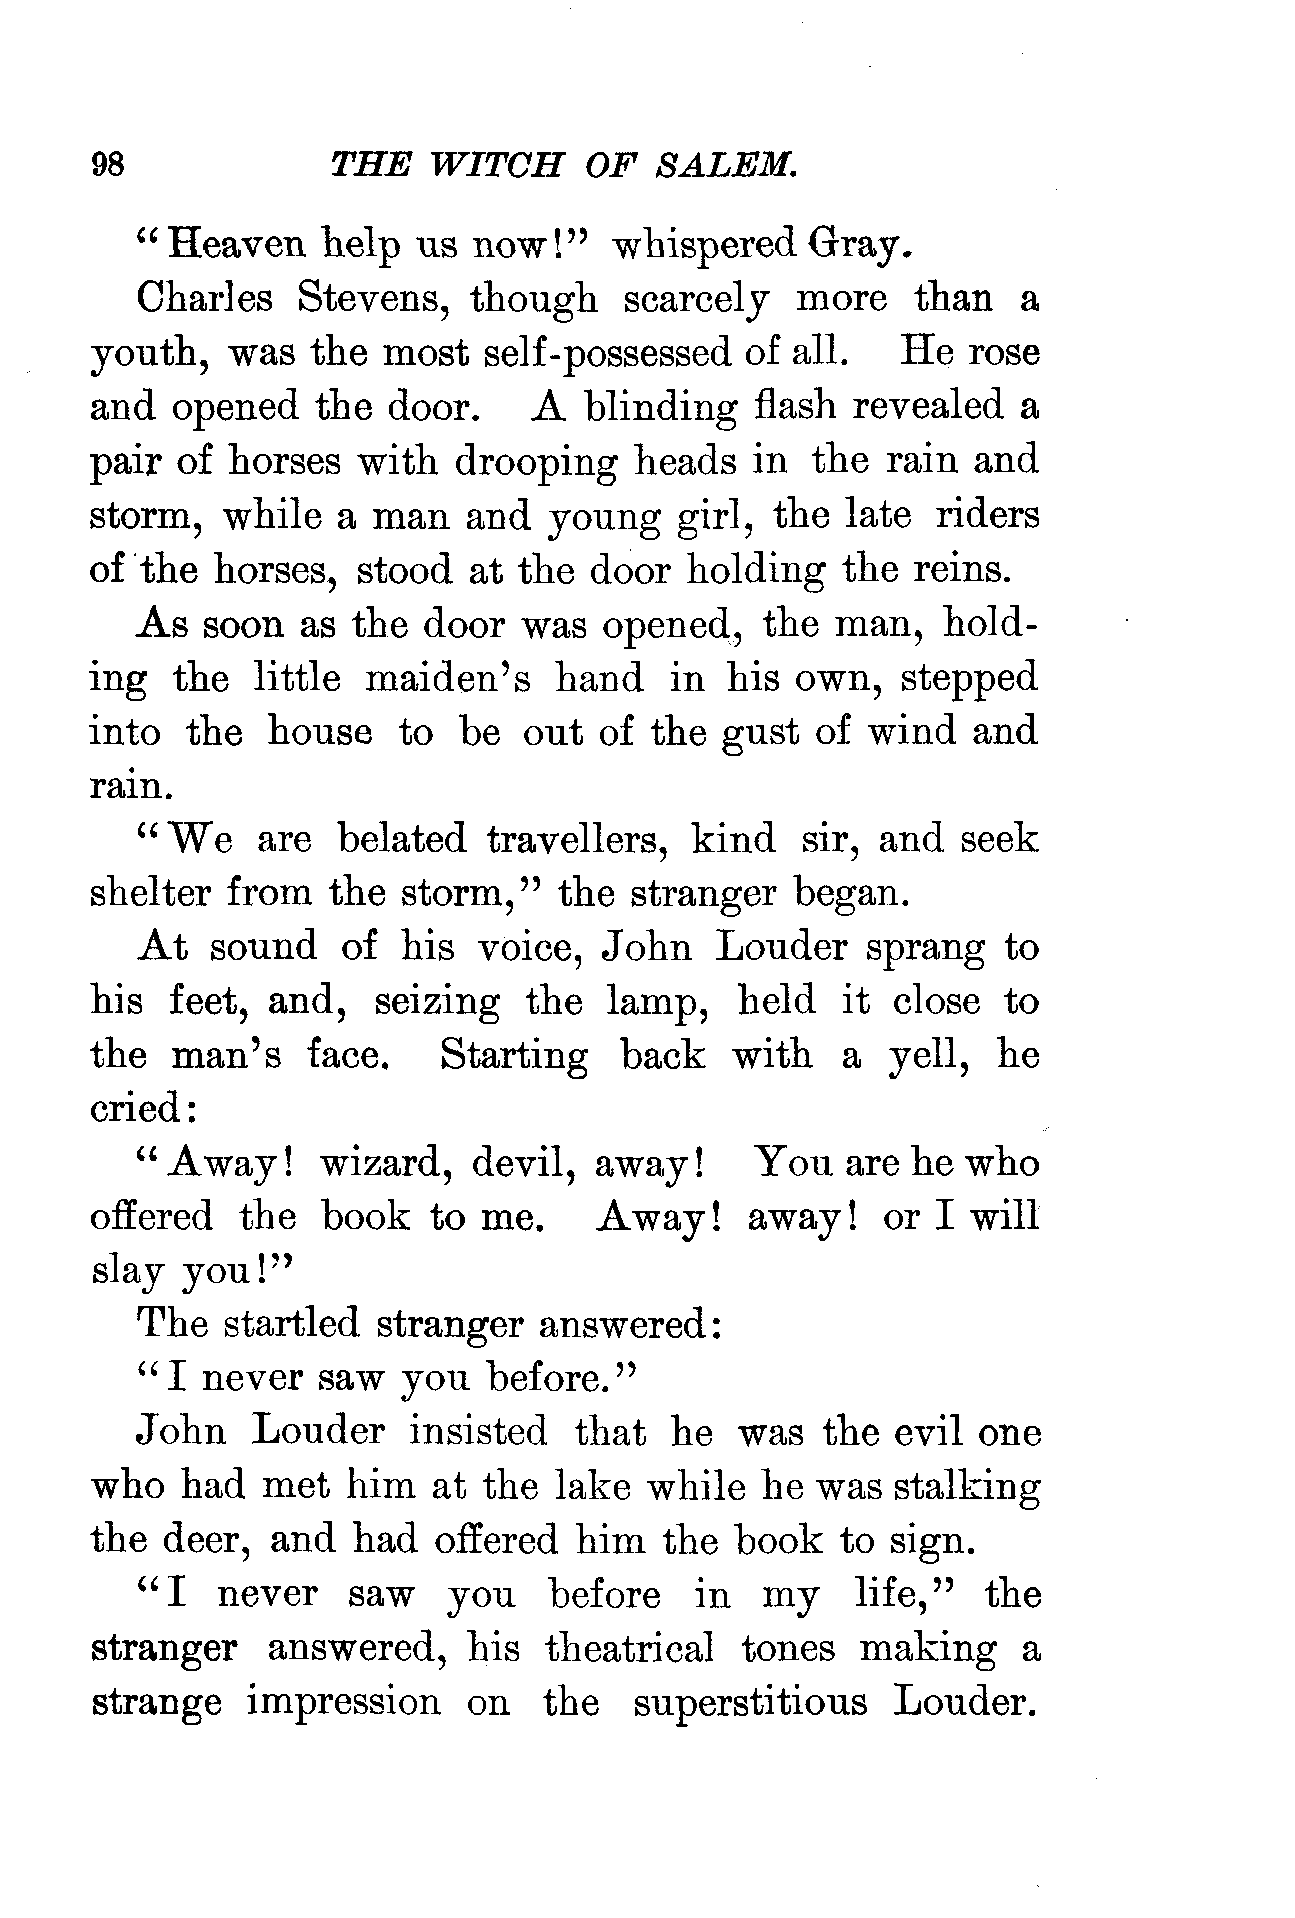 98 THE WITCH OF SALEM.
"Heaven help us now!" whispered Gray.
Charles Stevens, though scarcely more than a
youth, was the most self-possessed of all. He rose
and opened the door. A blinding flash revealed a
pair of horses with drooping heads in the rain and
storm, while a man and young girl, the late riders
of the horses, stood at the door holding the reins.
As soon as the door was opened, the man, hold-
ing the little maiden's hand in his own, stepped
into the house to be out of the gust of wind and
rain.
"We are belated travellers, kind sir, and seek
shelter from the storm," the stranger began.
At sound of his voice, John Louder sprang to
his feet, and, seizing the lamp, held it close to
the man's face. Starting back with a yell, he
cried:
"Away! wizard, devil, away! You are he who
offered the book to me. Away! away! or I will
slay you!"
The startled stranger answered:
"I never saw you before."
John Louder insisted that he was the evil one
who had met him at the lake while he was stalking
the deer, and had offered him the book to sign.
"I never saw you before in my life," the
stranger answered, his theatrical tones making a
strange impression on the superstitious Louder.